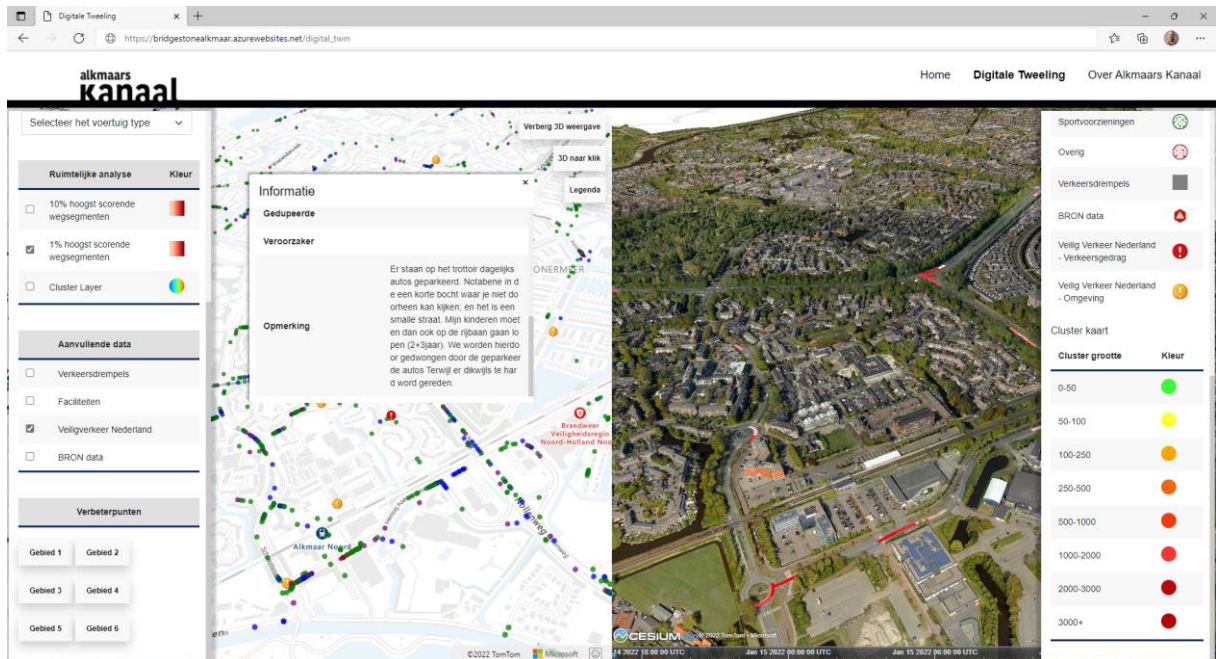 Digitale Tweeling
https://bridgestonealkmaar.azurewebsites.net/digital_twin
alkmaars
kanaal
Home
Digitale Tweeling
Over Alkmaars Kanaal
Selecteer het voertuig type
Ruimtelijke analyse
Kleur
10% hoogst scorende
wegsegmenten
1% hoogst scorende
wegsegmenten
Cluster Layer
Aanvullende data
Verkeersdrempels
Faciliteiten
Veiligverkeer Nederland
BRON data
Verbeterpunten
Gebied 1
Gebied 2
Gebied 3
Gebied 4
Gebied 5
Gebied 6
Verberg 3D weergave
3D naar klik
Legenda
Informatie
Gedupeerde
Veroorzaker
Opmerking
Er staan op het trottoir dagelijks
autos geparkeerd. Notabene in d
e een korte bocht waar je niet do
orheen kan kijken; en het is een
smalle straat. Mijn kinderen moet
en dan ook op de rijbaan gaan lo
pen (2+3jaar). We worden hierdo
or gedwongen door de geparkeer
de autos Terwijl er dikwijls te har
d word gereden.
Brandweer
Veiligheidsregio
Noord-Holland Noo
Alkmaar Noord
©2022 TomTom
Microsoft
CESIUM
©2022 TomTom - Microsoft
14 2022 18:00:00 UTC
Jan 15 2022 00:00:00 UTC
Jan 15 2022 06:00:00 UTC
Sportvoorzieningen
Overig
Verkeersdrempels
BRON data
Veilig Verkeer Nederland
- Verkeersgedrag
Veilig Verkeer Nederland
- Omgeving
Cluster kaart
Cluster grootte
Kleur
0-50
50-100
100-250
250-500
500-1000
1000-2000
2000-3000
3000+